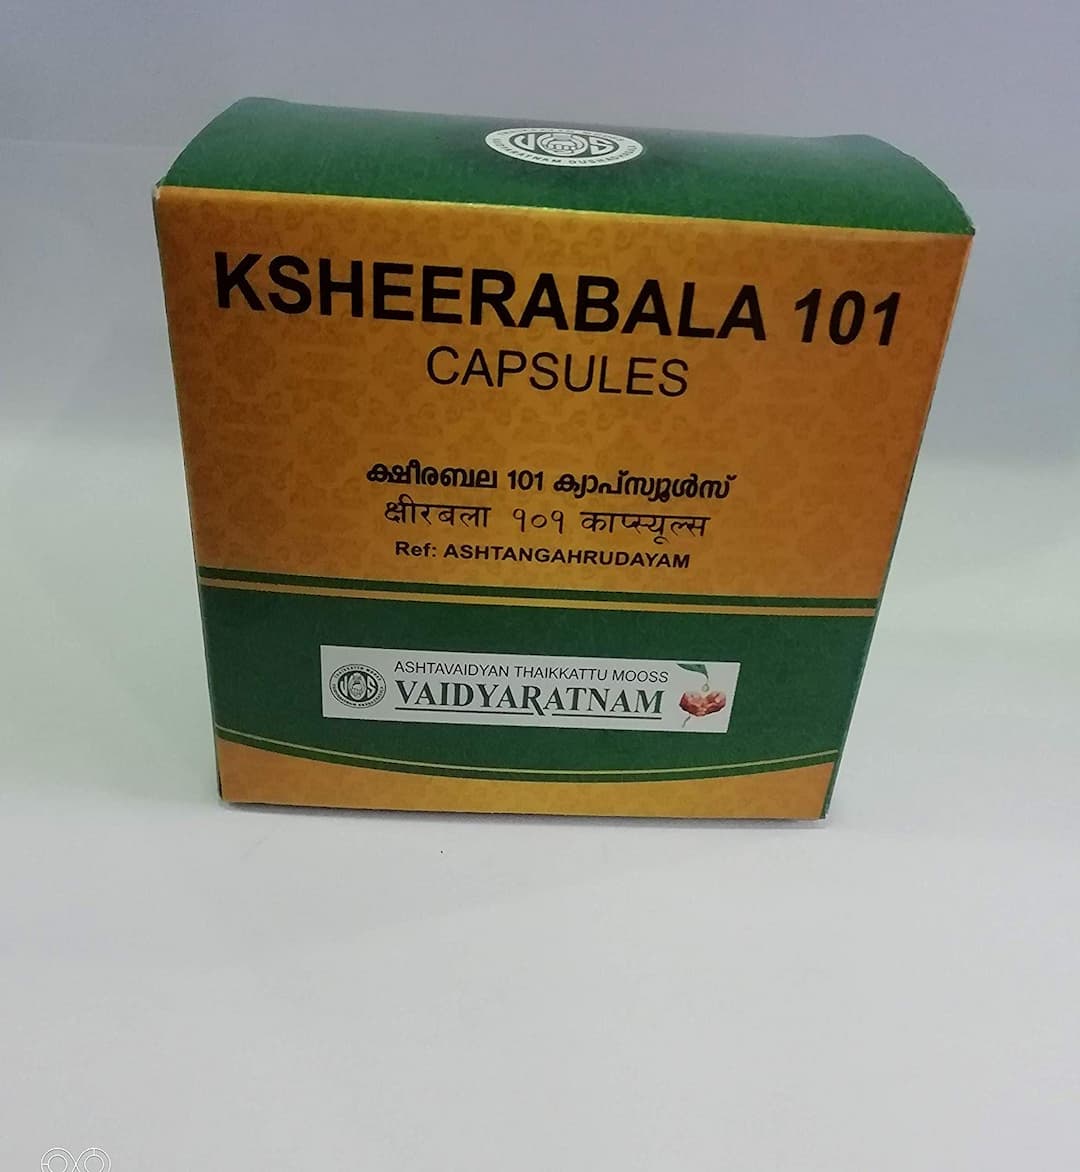 KSHEERABALA 101
CAPSULES
ക്ഷീരബല 101 ക്യാപ്സ്യൂൾസ്
क्षीरबला १०१ काप्स्यूल्स
Ref: ASHTANGAHRUDAYAM
ASHTAVAIDYAN THAIKKATTU MOOSS
VAIDYARATNAM